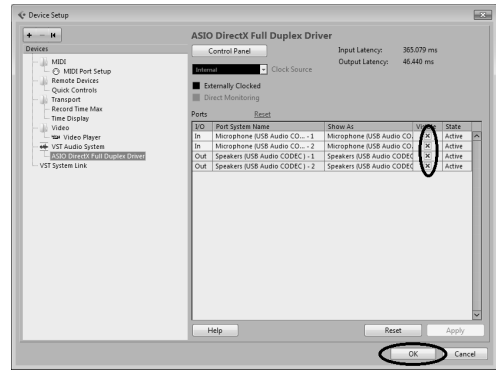 Device Setup
Devices
MIDI
MIDI Port Setup
Remote Devices
Quick Controls
Transport
Record Time Max
Time Display
Video
Video Player
VST Audio System
ASIO DirectX Full Duplex Driver
VST System Link
ASIO DirectX Full Duplex Driver
Control Panel
Input Latency: 365.079 ms
Output Latency: 46.440 ms
Internal
Clock Source
Externally Clocked
Direct Monitoring
Ports Reset
I/O Port System Name Show As State
In Microphone (USB Audio CO... - 1 Microphone (USB Audio CO. Active
In Microphone (USB Audio CO... - 2 Microphone (USB Audio CO. Active
Out Speakers (USB Audio CODEC ) - 1 Speakers (USB Audio CODEC Active
Out Speakers (USB Audio CODEC ) - 2 Speakers (USB Audio CODEC Active
Help Reset Apply
OK Cancel